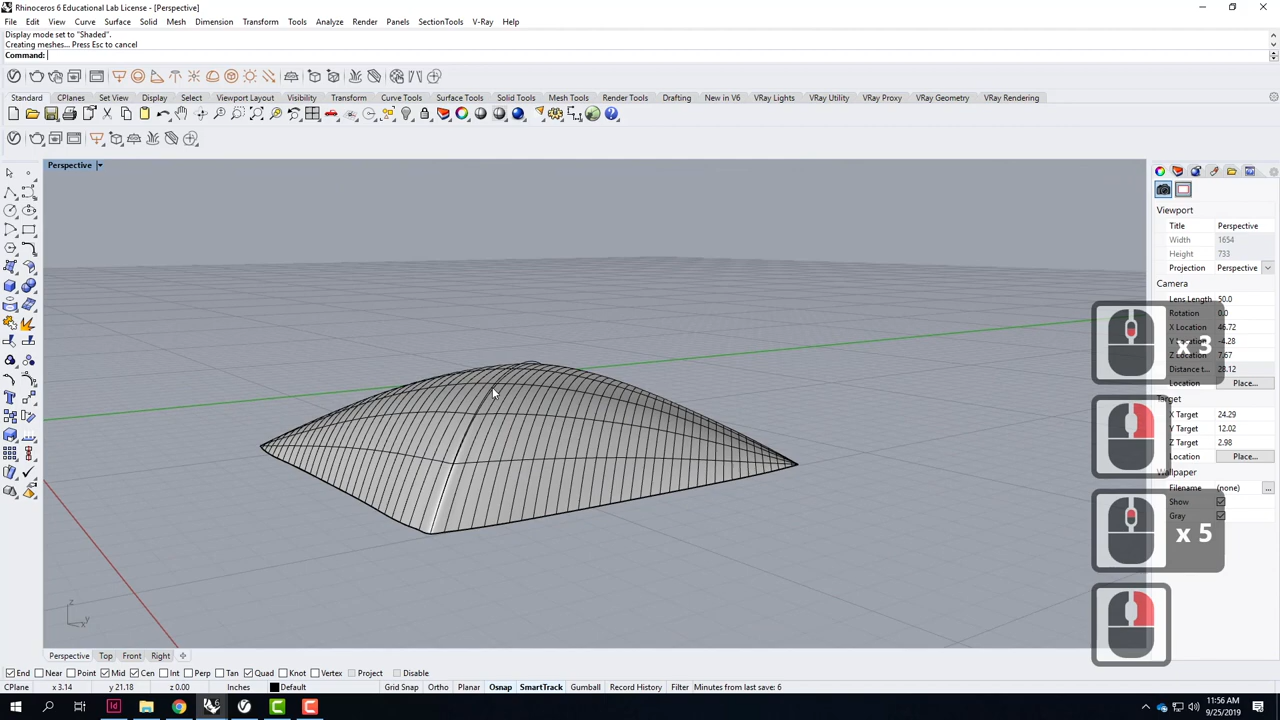 Rhinoceros 6 Educational Lab License - [Perspective]
File Edit View Curve Surface Solid Mesh Dimension Transform Tools Analyze Render Panels SectionTools V-Ray Help
Display mode set to "Shaded".
Creating meshes... Press Esc to cancel
Command:
Standard CPlanes Set View Display Select Viewport Layout Visibility Transform Curve Tools Surface Tools Solid Tools Mesh Tools Render Tools Drafting New in V6 VRay Lights VRay Utility VRay Proxy VRay Geometry VRay Rendering
Perspective
Viewport
Title Perspective
Width 1654
Height 733
Projection Perspective
Camera
Lens Length 50.0
Rotation 0.0
X Location 46.72
Y Location -4.28
Z Location 7.67
Distance t... 28.12
Location Place...
Target
X Target 24.29
Y Target 12.02
Z Target 2.98
Location Place...
Wallpaper
Filename (none) ...
Show
Gray
x 3
x 5
z
y
x
Perspective Top Front Right
End Near Point Mid Cen Int Perp Tan Quad Knot Vertex Project Disable
CPlane x 3.14 y 21.18 z 0.00 Inches Default Grid Snap Ortho Planar Osnap SmartTrack Gumball Record History Filter Minutes from last save: 6
11:56 AM
9/25/2019